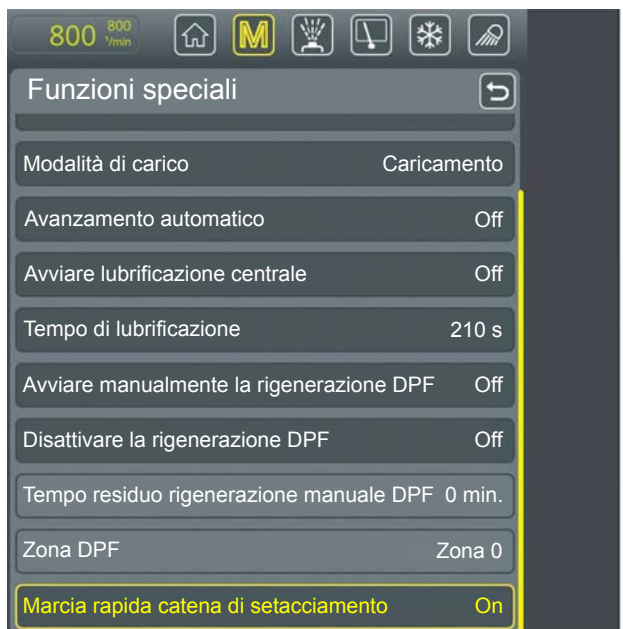 800 800 1/min M
Funzioni speciali
Modalità di carico Caricamento
Avanzamento automatico Off
Avviare lubrificazione centrale Off
Tempo di lubrificazione 210 s
Avviare manualmente la rigenerazione DPF Off
Disattivare la rigenerazione DPF Off
Tempo residuo rigenerazione manuale DPF 0 min.
Zona DPF Zona 0
Marcia rapida catena di setacciamento On